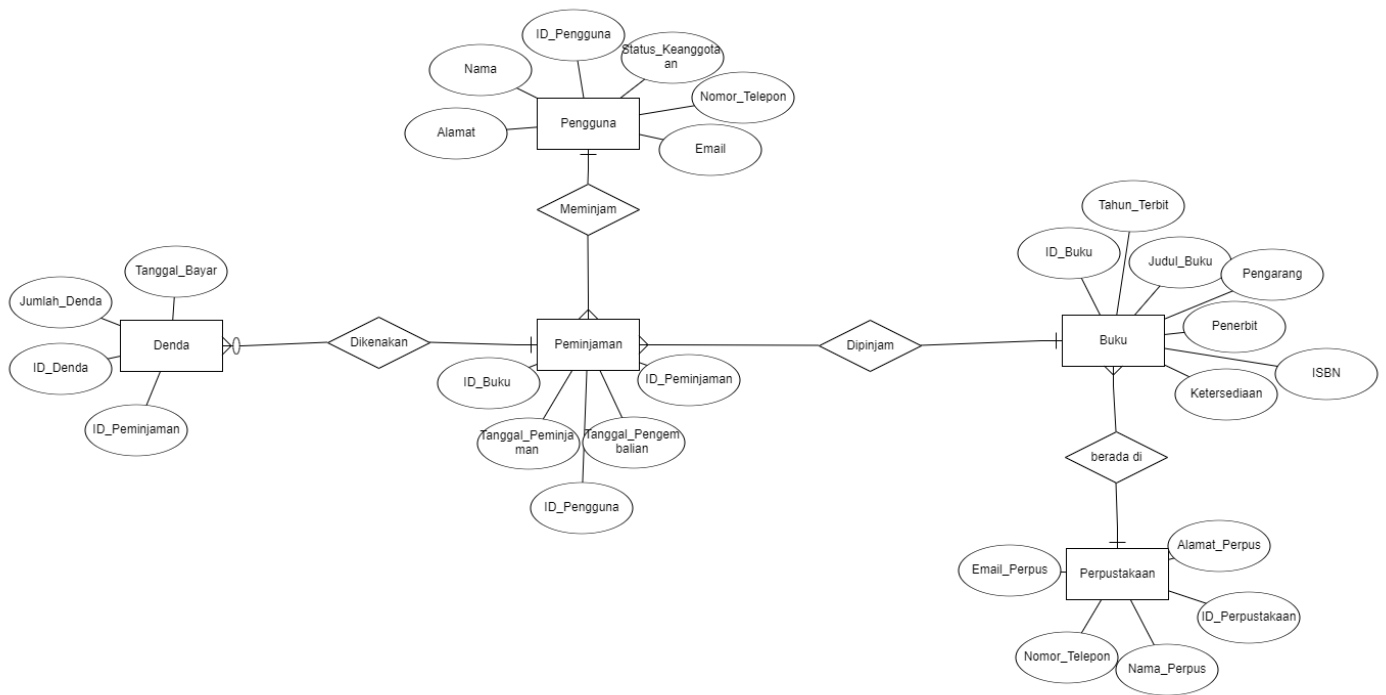 ID_Pengguna
Status_Keanggota
an
Nama
Nomor_Telepon
Pengguna
Alamat
Email
Meminjam
Tanggal_Bayar
Jumlah_Denda
Denda
ID_Denda
ID_Peminjaman
Dikenakan
Peminjaman
ID_Buku
ID_Peminjaman
Tanggal_Peminja
man
Tanggal_Pengem
balian
ID_Pengguna
Dipinjam
Tahun_Terbit
ID_Buku
Judul_Buku
Pengarang
Penerbit
Buku
ISBN
Ketersediaan
berada di
Alamat_Perpus
Email_Perpus
Perpustakaan
ID_Perpustakaan
Nomor_Telepon
Nama_Perpus